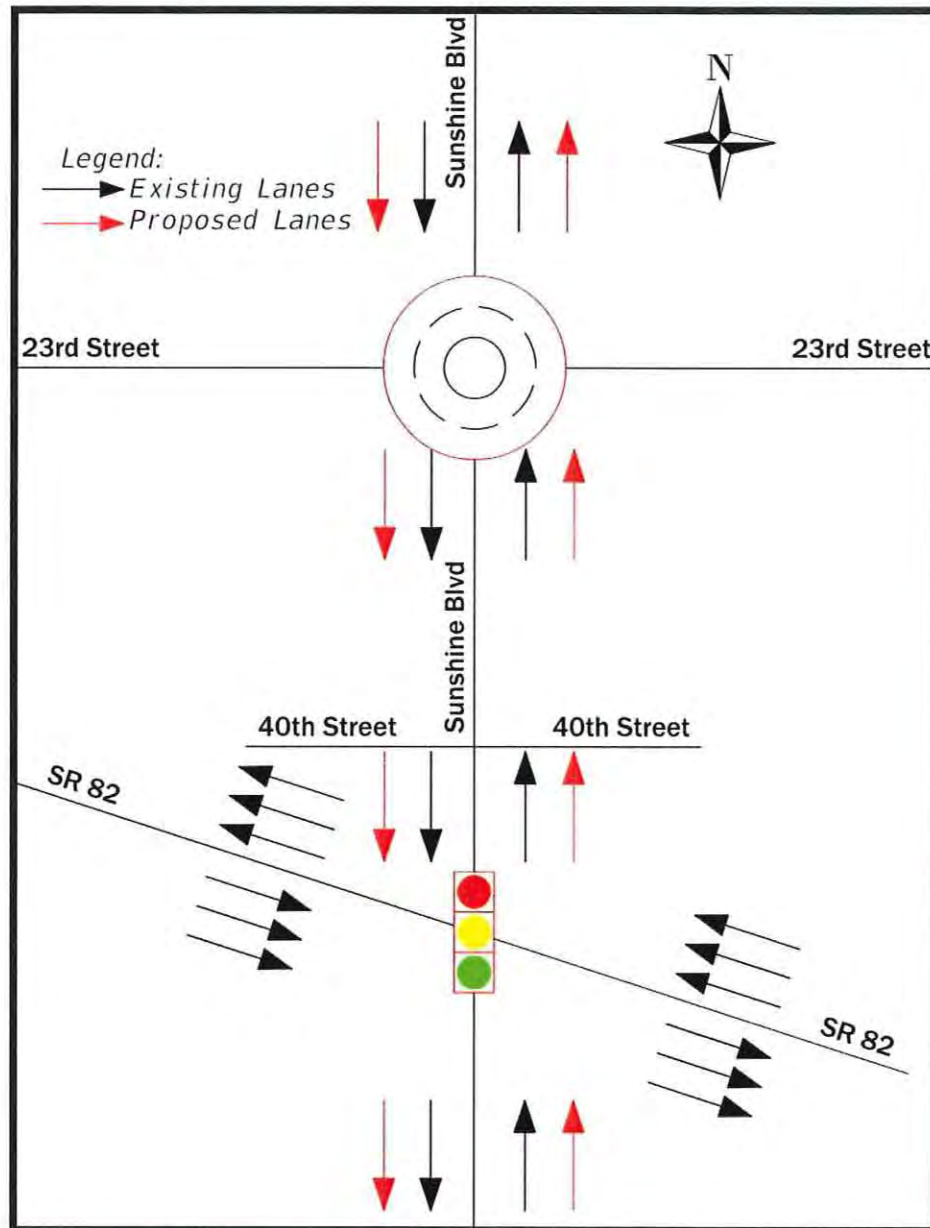 Sunshine Blvd
N
Legend:
Existing Lanes
Proposed Lanes
23rd Street
23rd Street
Sunshine Blvd
40th Street
40th Street
SR 82
SR 82